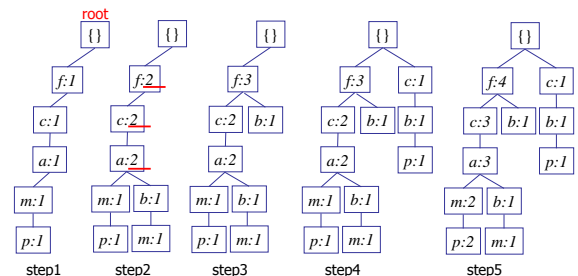 root
{} {} {} {} {}
f:1 f:2 f:3 f:3 c:1 f:4 c:1
c:1 c:2 c:2 b:1 c:2 b:1 b:1 c:3 b:1 b:1
a:1 a:2 a:2 a:2 p:1 a:3 p:1
m:1 m:1 b:1 m:1 b:1 m:1 b:1 m:2 b:1
p:1 p:1 m:1 p:1 m:1 p:1 m:1 p:2 m:1
step1 step2 step3 step4 step5